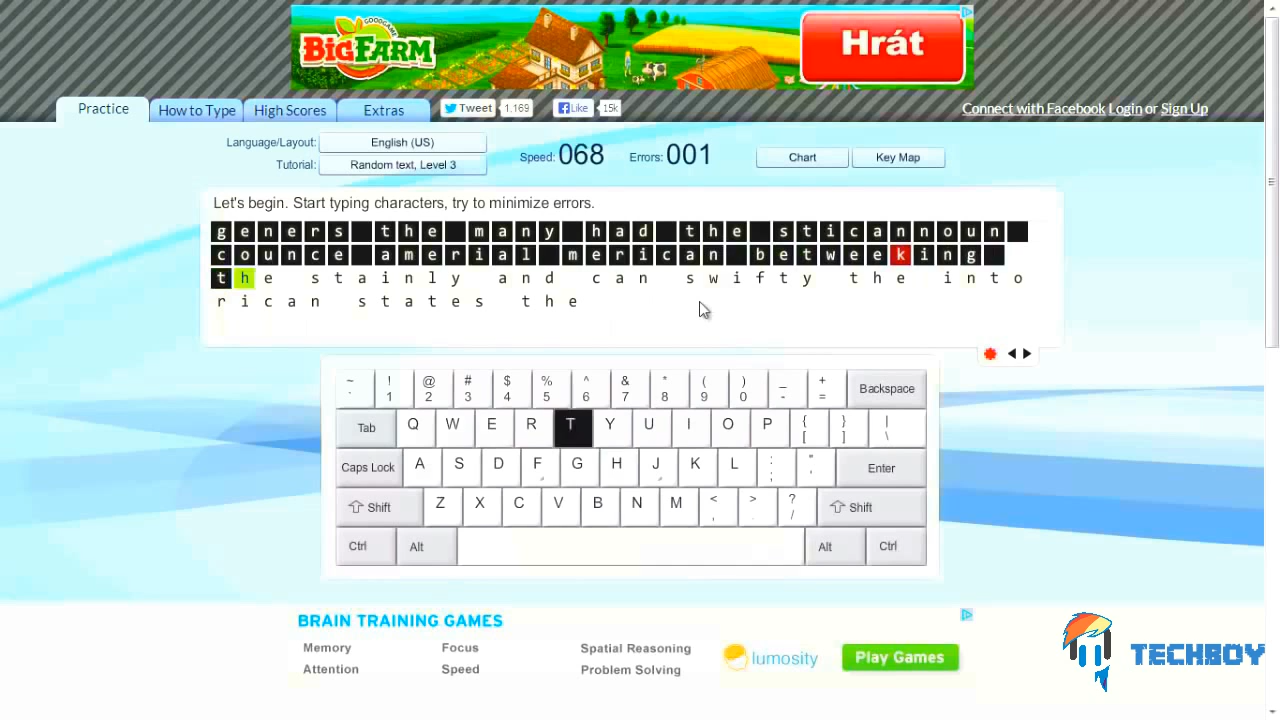 GOODGAME
BIGFARM
Hrát
Practice
How to Type
High Scores
Extras
Tweet
1.169
Like
15k
Connect with Facebook Login or Sign Up
Language/Layout:
English (US)
Tutorial:
Random text, Level 3
Speed: 068
Errors: 001
Chart
Key Map
Let's begin. Start typing characters, try to minimize errors.
geners the many had the sticannoun
counce amerial merican betweeking
the stainly and can swifty the into
rican states the
~ ! @ # $ % ^ & * ( ) _ +
` 1 2 3 4 5 6 7 8 9 0 - = Backspace
Tab Q W E R T Y U I O P { [ } ] | \
Caps Lock A S D F G H J K L : ; " ' Enter
Shift Z X C V B N M < , > . ? / Shift
Ctrl Alt Alt Ctrl
BRAIN TRAINING GAMES
Memory
Focus
Spatial Reasoning
Attention
Speed
Problem Solving
lumosity
Play Games
TECHBOY